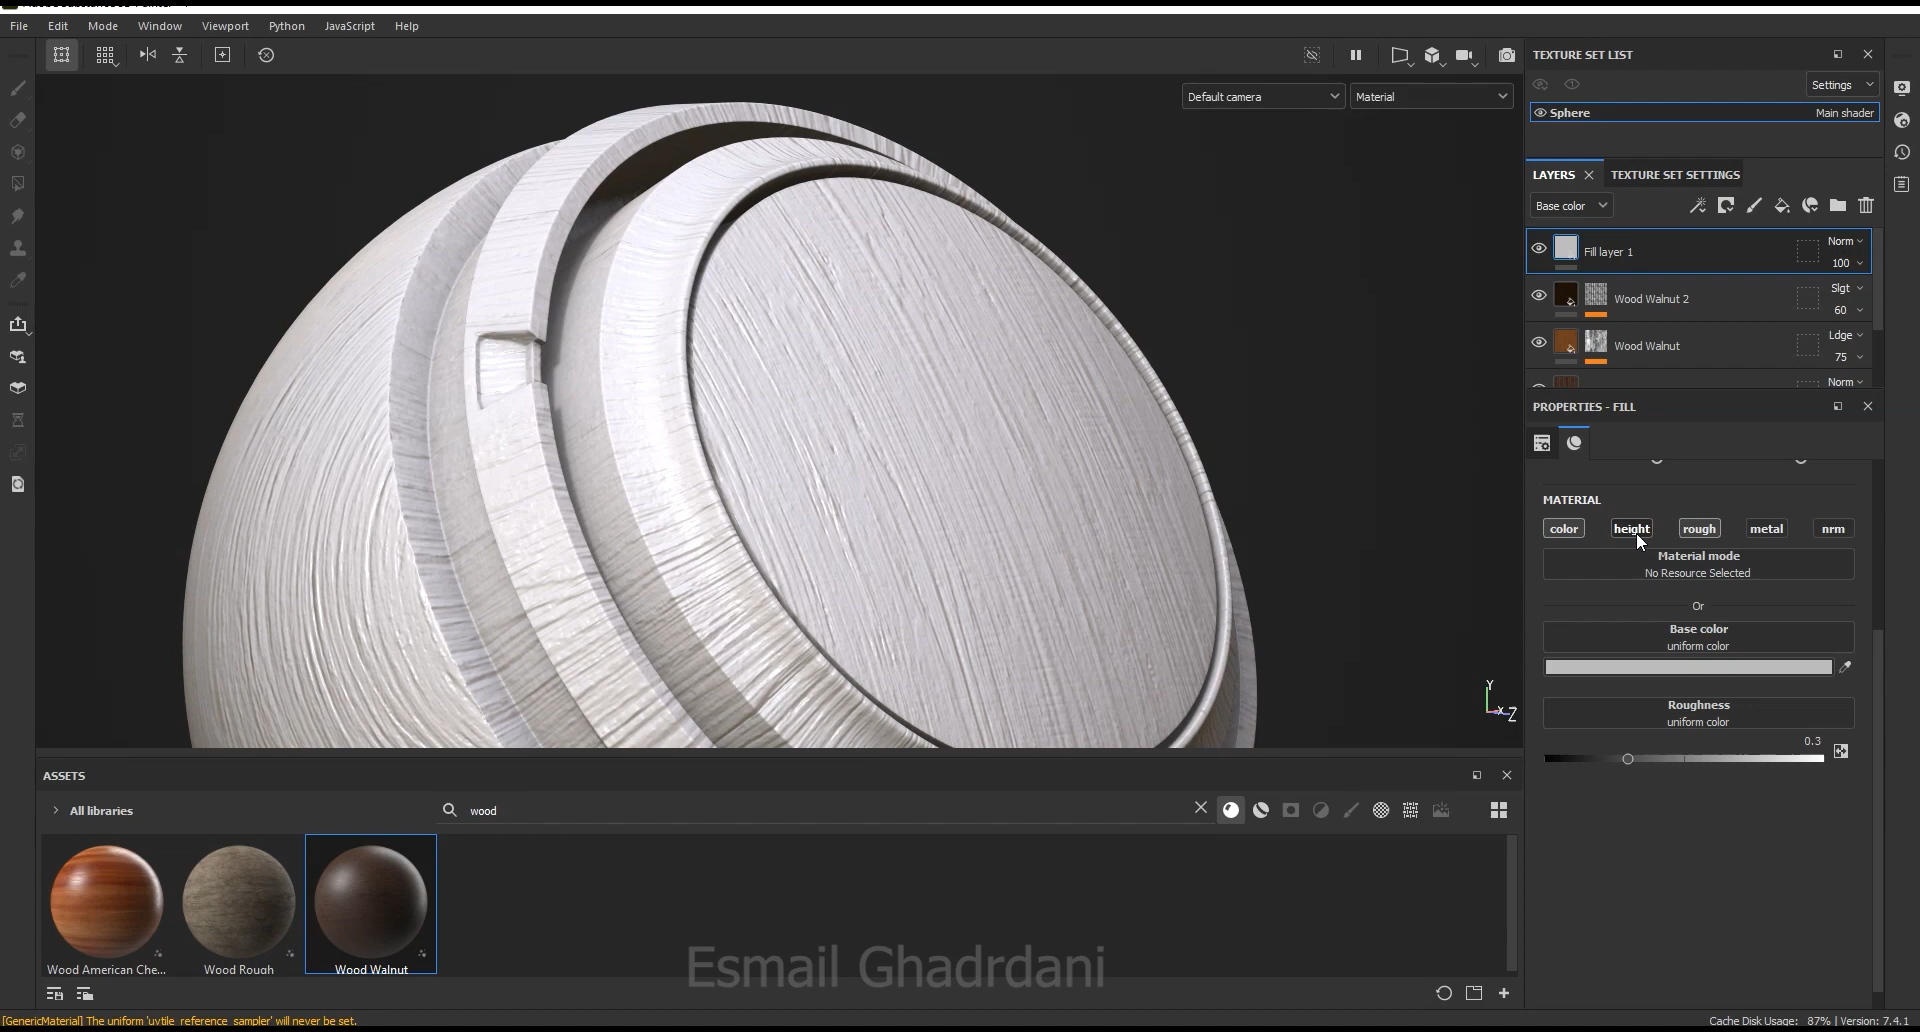 File Edit Mode Window Viewport Python JavaScript Help
Default camera Material
TEXTURE SET LIST
Settings
Sphere Main shader
LAYERS TEXTURE SET SETTINGS
Base color
Fill layer 1 Norm
100
Wood Walnut 2 Slgt
60
Wood Walnut Ldge
75
Norm
PROPERTIES - FILL
MATERIAL
color height rough metal nrm
Material mode
No Resource Selected
Or
Base color
uniform color
Roughness
uniform color
0.3
Y
X Z
ASSETS
All libraries wood
Wood American Che... Wood Rough Wood Walnut
Esmail Ghadrdani
[GenericMaterial] The uniform 'uvtile_reference_sampler' will never be set.
Cache Disk Usage: 87% | Version: 7.4.1